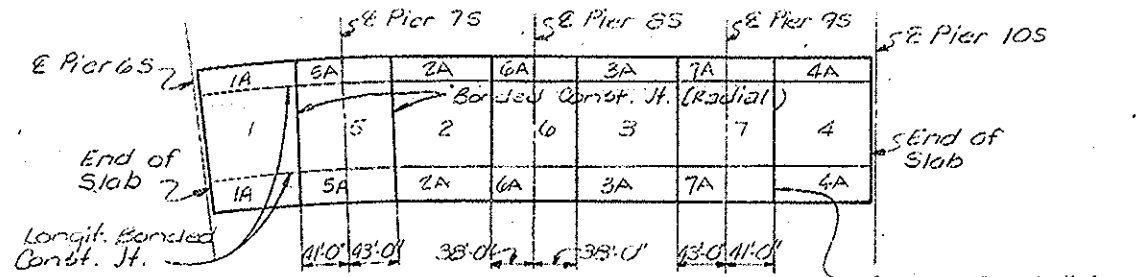 ℄ Pier 7S
℄ Pier 8S
℄ Pier 9S
℄ Pier 10S
℄ Pier 6S
1A 5A 2A 6A 3A 7A 4A
Bonded Const. Jt. (Radial)
1 5 2 6 3 7 4
End of
Slab
End of
Slab
1A 5A 2A 6A 3A 7A 4A
Longit. Bonded
Const. Jt.
41'-0" 43'-0" 38'-0" 38'-0" 43'-0" 41'-0"